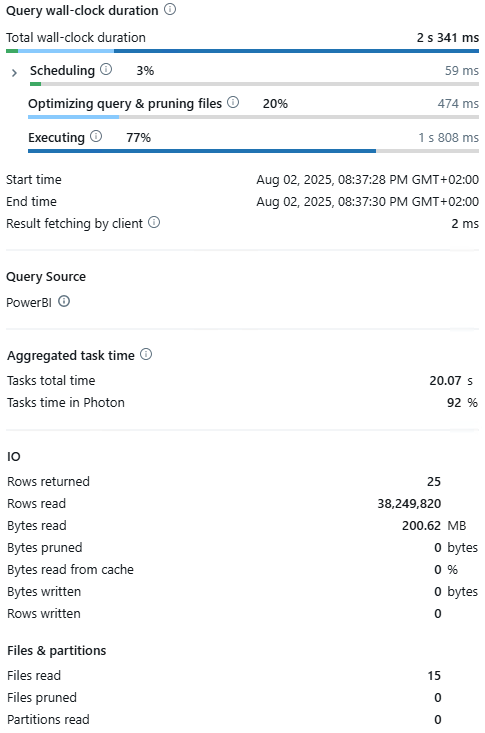 Query wall-clock duration
Total wall-clock duration 2 s 341 ms
Scheduling 3% 59 ms
Optimizing query & pruning files 20% 474 ms
Executing 77% 1 s 808 ms
Start time Aug 02, 2025, 08:37:28 PM GMT+02:00
End time Aug 02, 2025, 08:37:30 PM GMT+02:00
Result fetching by client 2 ms
Query Source
PowerBI
Aggregated task time
Tasks total time 20.07 s
Tasks time in Photon 92 %
IO
Rows returned 25
Rows read 38,249,820
Bytes read 200.62 MB
Bytes pruned 0 bytes
Bytes read from cache 0 %
Bytes written 0 bytes
Rows written 0
Files & partitions
Files read 15
Files pruned 0
Partitions read 0